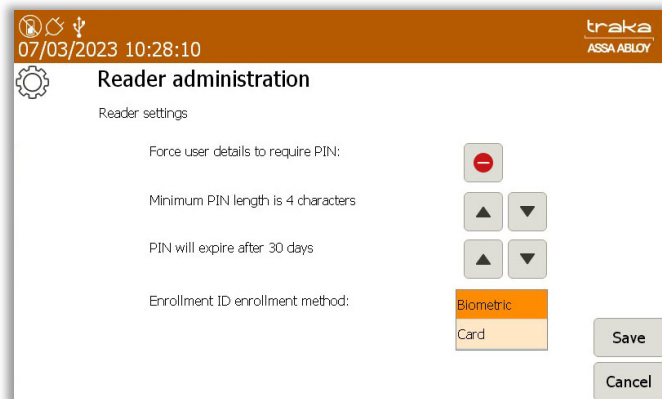 traka
07/03/2023 10:28:10
ASSA ABLOY
Reader administration
Reader settings
Force user details to require PIN:
Minimum PIN length is 4 characters
PIN will expire after 30 days
Enrollment ID enrollment method:
Biometric
Card
Save
Cancel